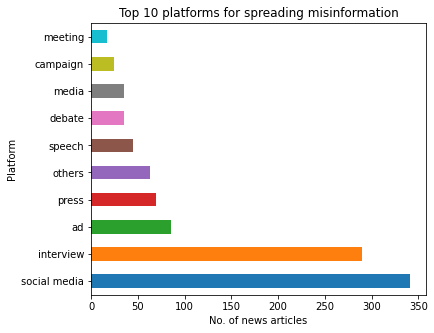 Top 10 platforms for spreading misinformation
meeting
campaign
media
debate
speech
others
press
ad
interview
social media
Platform
0 50 100 150 200 250 300 350
No. of news articles